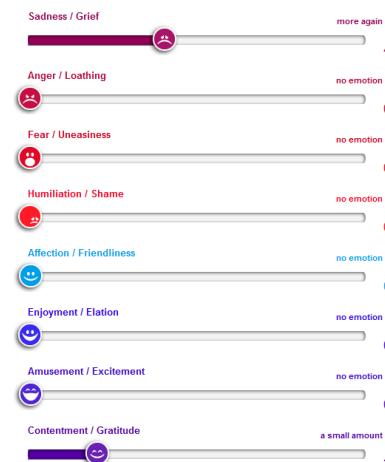 Sadness / Grief
more again
Anger / Loathing
no emotion
Fear / Uneasiness
no emotion
Humiliation / Shame
no emotion
Affection / Friendliness
no emotion
Enjoyment / Elation
no emotion
Amusement / Excitement
no emotion
Contentment / Gratitude
a small amount